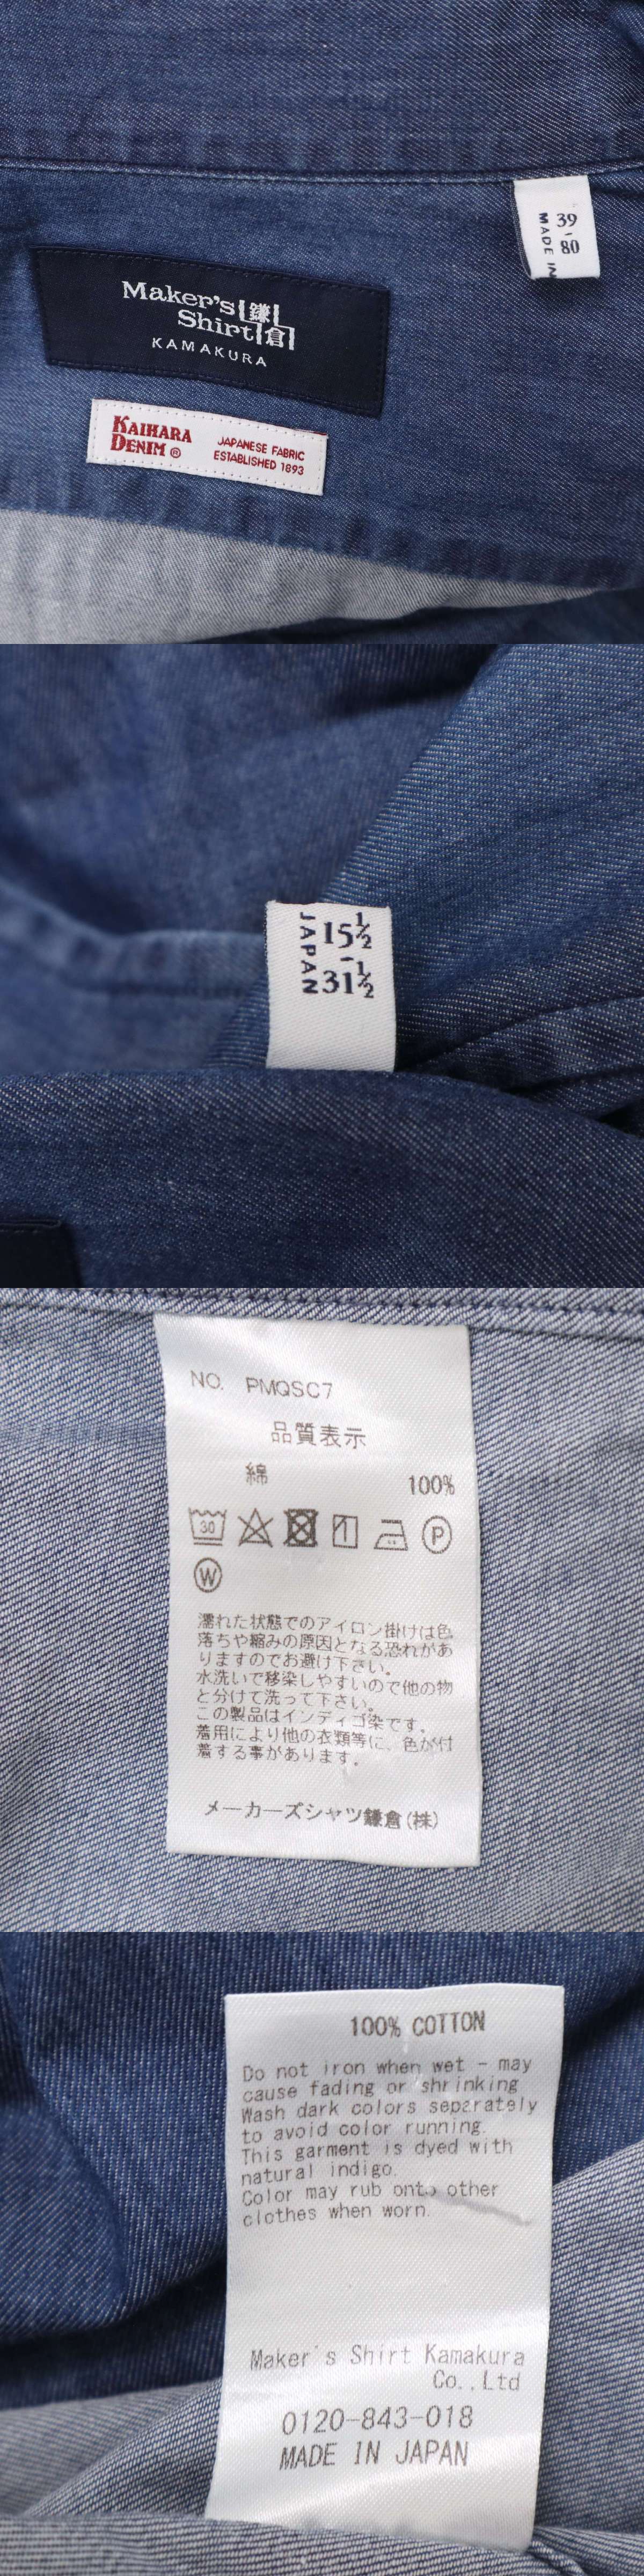 Maker's 鎌
Shirt 倉
KAMAKURA
KAIHARA
DENIM ®
JAPANESE FABRIC
ESTABLISHED 1893
39
-
80
MADE IN
JAPAN
15½
-
31½
NO. PMQSC7
品質表示
綿 100%
30
P
W
濡れた状態でのアイロン掛けは色
落ちや縮みの原因となる恐れがあ
りますのでお避け下さい。
水洗いで移染しやすいので他の物
と分けて洗って下さい。
この製品はインディゴ染です。
着用により他の衣類等に、色が付
着する事があります。
メーカーズシャツ鎌倉(株)
100% COTTON
Do not iron when wet - may
cause fading or shrinking
Wash dark colors separately
to avoid color running.
This garment is dyed with
natural indigo.
Color may rub onto other
clothes when worn.
Maker's Shirt Kamakura
Co.,Ltd
0120-843-018
MADE IN JAPAN